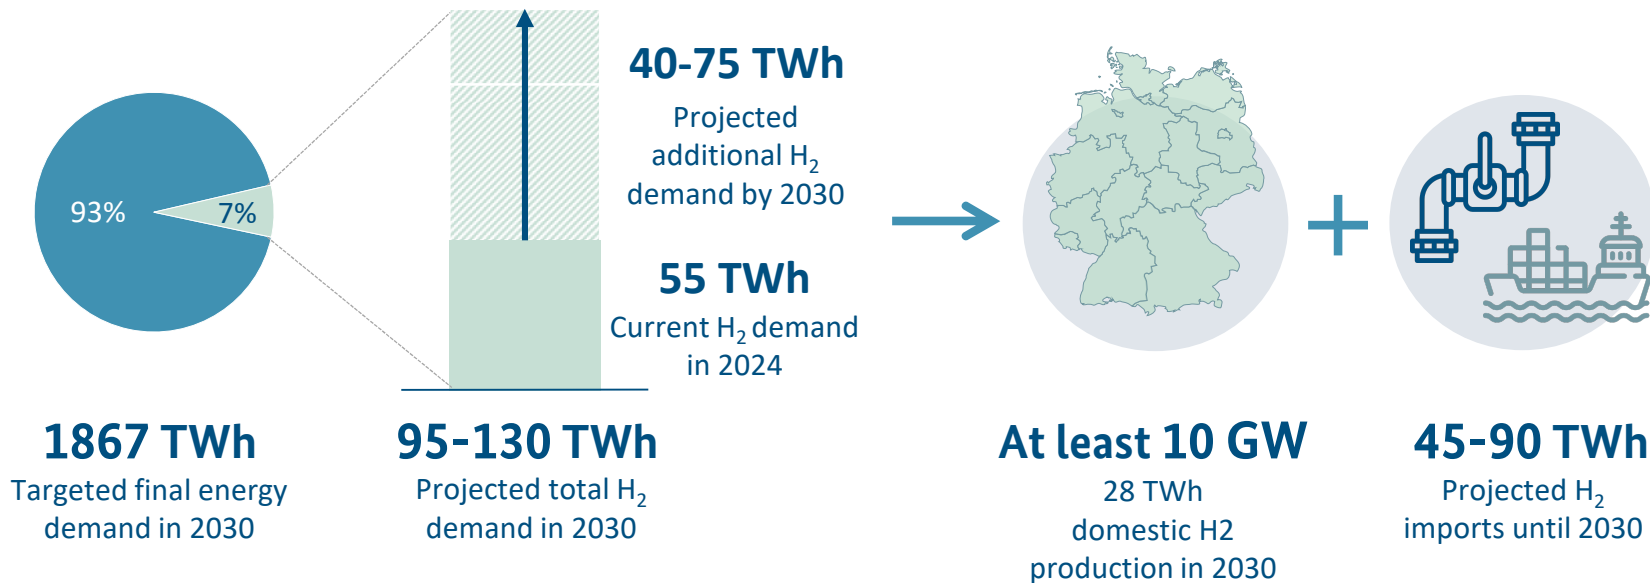 93%
7%
1867 TWh
Targeted final energy
demand in 2030
40-75 TWh
Projected
additional H₂
demand by 2030
55 TWh
Current H₂ demand
in 2024
95-130 TWh
Projected total H₂
demand in 2030
At least 10 GW
28 TWh
domestic H2
production in 2030
45-90 TWh
Projected H₂
imports until 2030